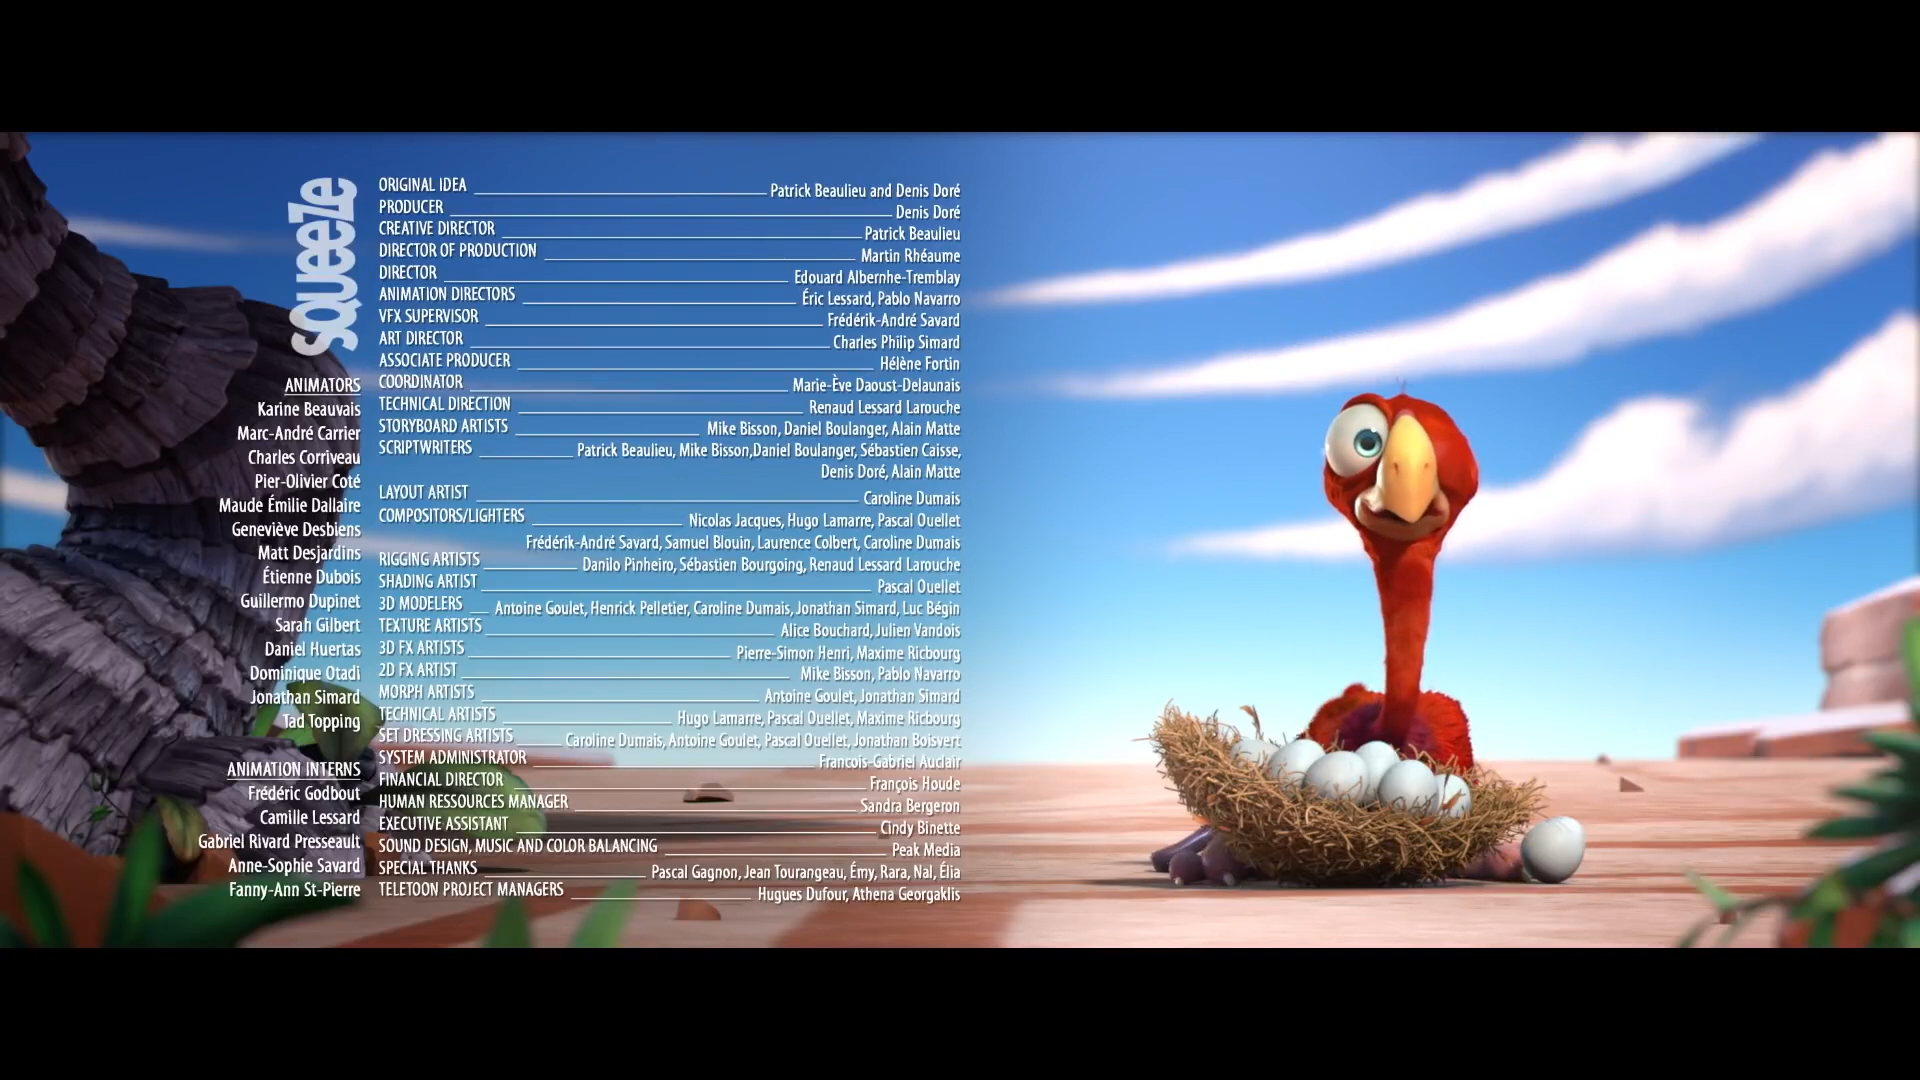 squeeze
ORIGINAL IDEA Patrick Beaulieu and Denis Doré
PRODUCER Denis Doré
CREATIVE DIRECTOR Patrick Beaulieu
DIRECTOR OF PRODUCTION Martin Rhéaume
DIRECTOR Edouard Albernhe-Tremblay
ANIMATION DIRECTORS Éric Lessard, Pablo Navarro
VFX SUPERVISOR Frédérik-André Savard
ART DIRECTOR Charles Philip Simard
ASSOCIATE PRODUCER Hélène Fortin
COORDINATOR Marie-Ève Daoust-Delaunais
TECHNICAL DIRECTION Renaud Lessard Larouche
STORYBOARD ARTISTS Mike Bisson, Daniel Boulanger, Alain Matte
SCRIPTWRITERS Patrick Beaulieu, Mike Bisson,Daniel Boulanger, Sébastien Caisse,
Denis Doré, Alain Matte
LAYOUT ARTIST Caroline Dumais
COMPOSITORS/LIGHTERS Nicolas Jacques, Hugo Lamarre, Pascal Ouellet
Frédérik-André Savard, Samuel Blouin, Laurence Colbert, Caroline Dumais
RIGGING ARTISTS Danilo Pinheiro, Sébastien Bourgoing, Renaud Lessard Larouche
SHADING ARTIST Pascal Ouellet
3D MODELERS Antoine Goulet, Henrick Pelletier, Caroline Dumais, Jonathan Simard, Luc Bégin
TEXTURE ARTISTS Alice Bouchard, Julien Vandois
3D FX ARTISTS Pierre-Simon Henri, Maxime Ricbourg
2D FX ARTIST Mike Bisson, Pablo Navarro
MORPH ARTISTS Antoine Goulet, Jonathan Simard
TECHNICAL ARTISTS Hugo Lamarre, Pascal Ouellet, Maxime Ricbourg
SET DRESSING ARTISTS Caroline Dumais, Antoine Goulet, Pascal Ouellet, Jonathan Boisvert
SYSTEM ADMINISTRATOR Francois-Gabriel Auclair
FINANCIAL DIRECTOR François Houde
HUMAN RESSOURCES MANAGER Sandra Bergeron
EXECUTIVE ASSISTANT Cindy Binette
SOUND DESIGN, MUSIC AND COLOR BALANCING Peak Media
SPECIAL THANKS Pascal Gagnon, Jean Tourangeau, Émy, Rara, Nal, Élia
TELETOON PROJECT MANAGERS Hugues Dufour, Athena Georgaklis
ANIMATORS
Karine Beauvais
Marc-André Carrier
Charles Corriveau
Pier-Olivier Coté
Maude Émilie Dallaire
Geneviève Desbiens
Matt Desjardins
Étienne Dubois
Guillermo Dupinet
Sarah Gilbert
Daniel Huertas
Dominique Otadi
Jonathan Simard
Tad Topping
ANIMATION INTERNS
Frédéric Godbout
Camille Lessard
Gabriel Rivard Presseault
Anne-Sophie Savard
Fanny-Ann St-Pierre